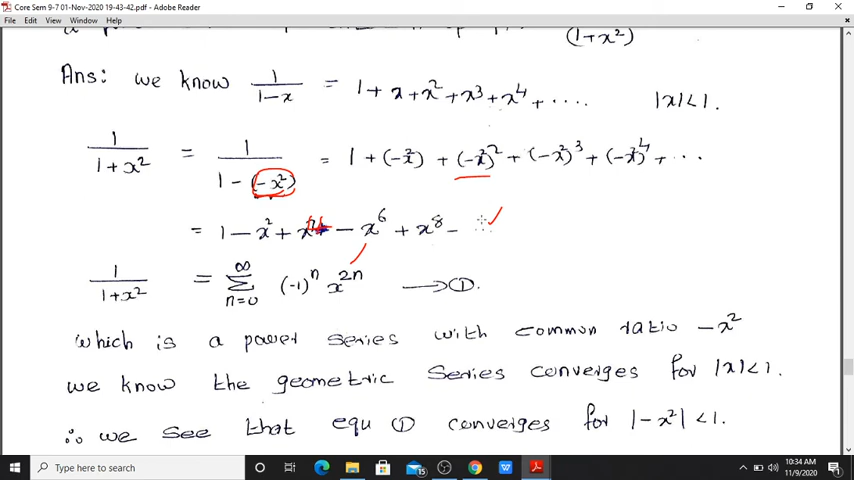 Core Sem 9-7 01-Nov-2020 19-43-42.pdf - Adobe Reader
File Edit View Window Help
(1+x²)
Ans: we know 1/(1-x) = 1 + x + x² + x³ + x⁴ + .... |x|<1.
1/(1+x²) = 1/(1-(-x²)) = 1 + (-x²) + (-x²)² + (-x²)³ + (-x²)⁴ + ...
= 1 - x² + x⁴ - x⁶ + x⁸ - ...
1/(1+x²) = ∞ Σ n=0 (-1)ⁿ x²ⁿ ⟶ ①.
which is a power series with common ratio -x²
we know the geometric series converges for |x|<1.
∴ we see that equ ① converges for |-x²|<1.
Type here to search
15
10:34 AM
11/9/2020
1